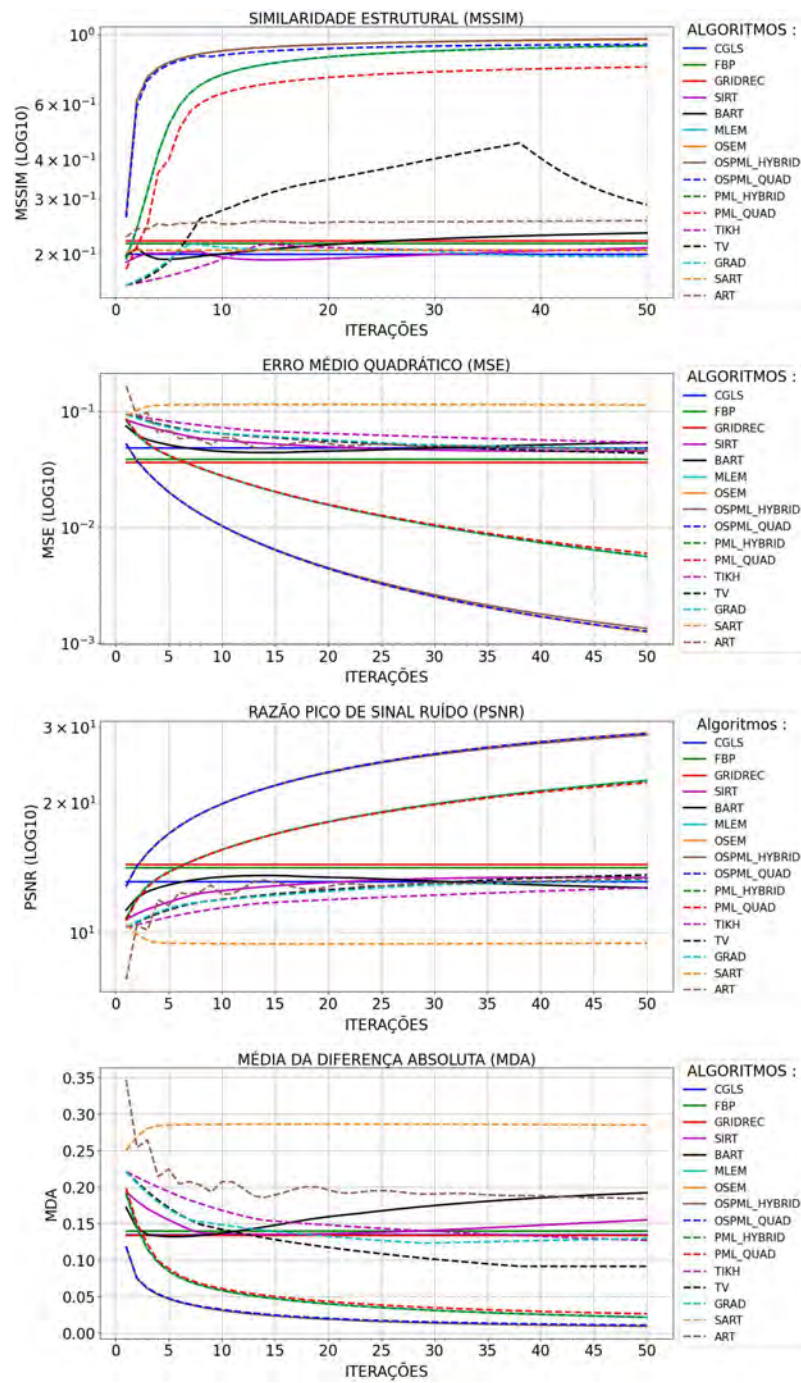 SIMILARIDADE ESTRUTURAL (MSSIM)
10⁰
6 × 10⁻¹
4 × 10⁻¹
3 × 10⁻¹
2 × 10⁻¹
MSSIM (LOG10)
0 5 10 15 20 25 30 35 40 45 50
ITERAÇÕES
ALGORITMOS :
CGLS
FBP
GRIDREC
SIRT
BART
MLEM
OSEM
OSPML_HYBRID
OSPML_QUAD
PML_HYBRID
PML_QUAD
TIKH
TV
GRAD
SART
ART
ERRO MÉDIO QUADRÁTICO (MSE)
10⁻¹
10⁻²
10⁻³
MSE (LOG10)
0 5 10 15 20 25 30 35 40 45 50
ITERAÇÕES
ALGORITMOS :
CGLS
FBP
GRIDREC
SIRT
BART
MLEM
OSEM
OSPML_HYBRID
OSPML_QUAD
PML_HYBRID
PML_QUAD
TIKH
TV
GRAD
SART
ART
RAZÃO PICO DE SINAL RUÍDO (PSNR)
3 × 10¹
2 × 10¹
10¹
PSNR (LOG10)
0 5 10 15 20 25 30 35 40 45 50
ITERAÇÕES
Algoritmos :
CGLS
FBP
GRIDREC
SIRT
BART
MLEM
OSEM
OSPML_HYBRID
OSPML_QUAD
PML_HYBRID
PML_QUAD
TIKH
TV
GRAD
SART
ART
MÉDIA DA DIFERENÇA ABSOLUTA (MDA)
0.35
0.30
0.25
0.20
0.15
0.10
0.05
0.00
MDA
0 5 10 15 20 25 30 35 40 45 50
ITERAÇÕES
ALGORITMOS :
CGLS
FBP
GRIDREC
SIRT
BART
MLEM
OSEM
OSPML_HYBRID
OSPML_QUAD
PML_HYBRID
PML_QUAD
TIKH
TV
GRAD
SART
ART